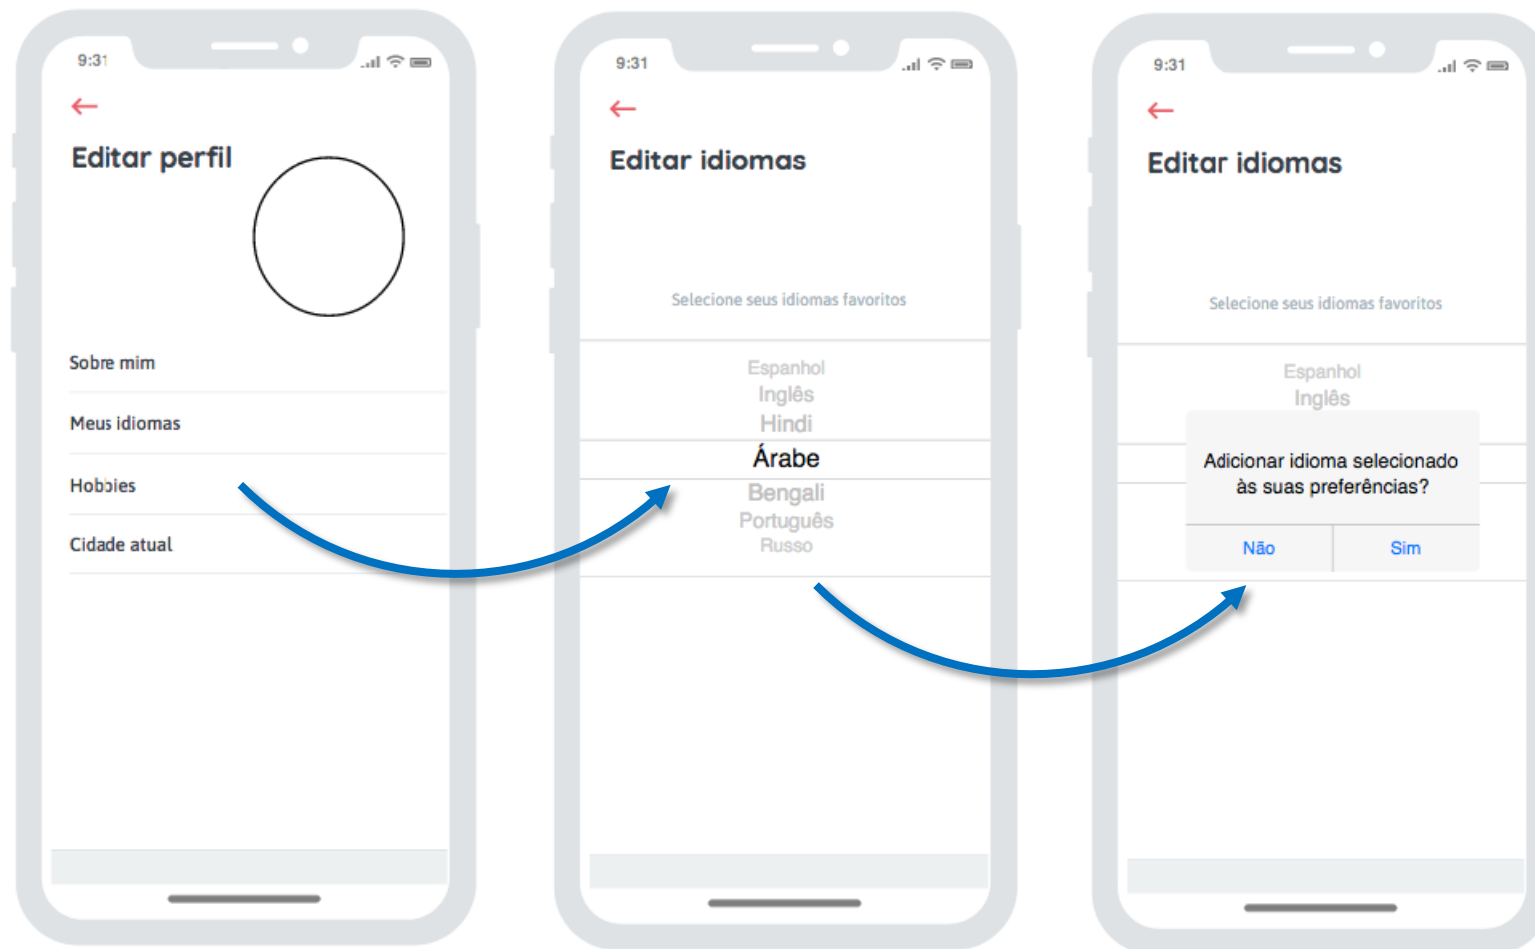 9:31
Editar perfil
Sobre mim
Meus idiomas
Hobbies
Cidade atual
9:31
Editar idiomas
Selecione seus idiomas favoritos
Espanhol
Inglês
Hindi
Árabe
Bengali
Português
Russo
9:31
Editar idiomas
Selecione seus idiomas favoritos
Espanhol
Inglês
Adicionar idioma selecionado
às suas preferências?
Não Sim